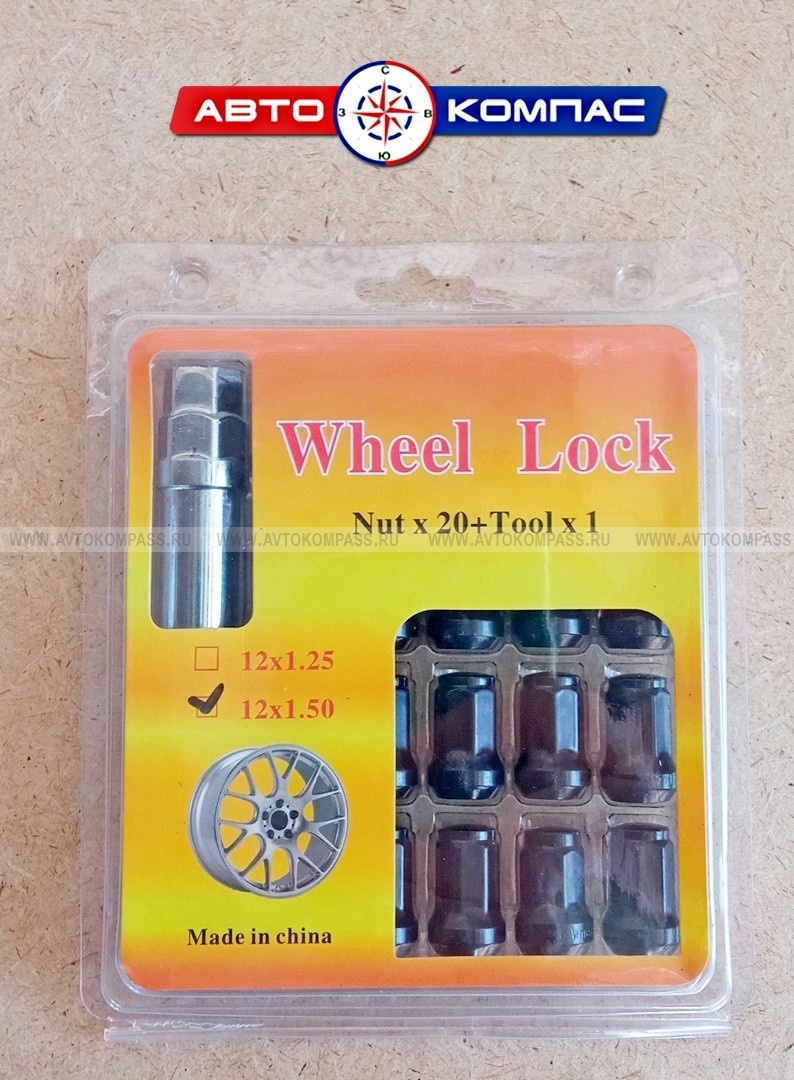 АВТО КОМПАС
С
З В
Ю
Wheel Lock
Nut x 20+Tool x 1
WWW.AVTOKOMPASS.RU WWW.AVTOKOMPASS.RU WWW.AVTOKOMPASS.RU WWW.AVTOKOMPASS.RU
12x1.25
12x1.50
Made in china